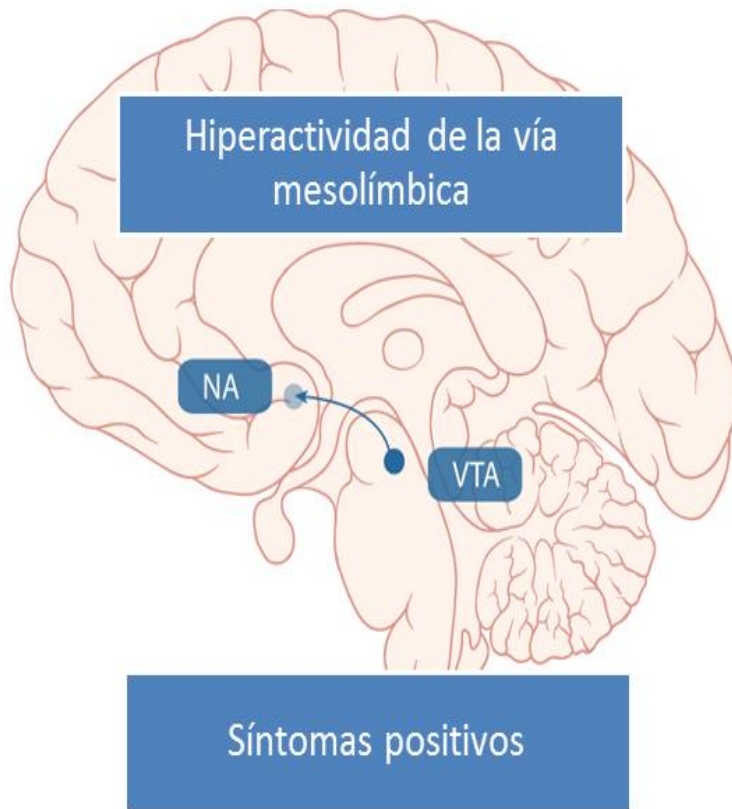 Hiperactividad de la vía
mesolímbica
NA
VTA
Síntomas positivos